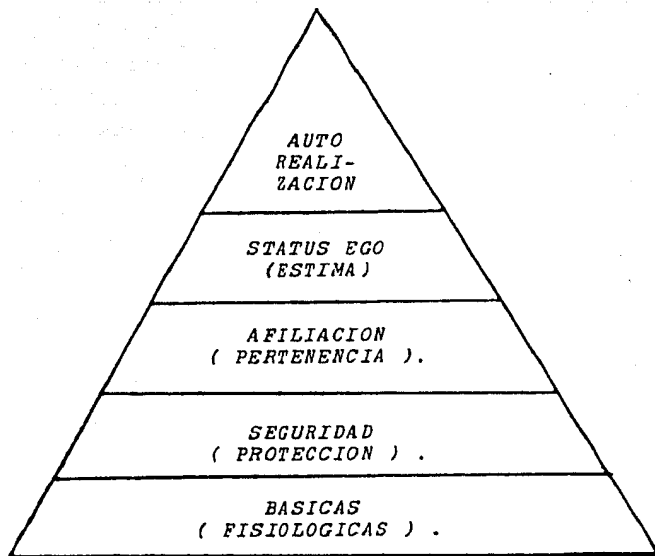 AUTO
REALI-
ZACION
STATUS EGO
(ESTIMA)
AFILIACION
( PERTENENCIA ).
SEGURIDAD
( PROTECCION ) .
BASICAS
( FISIOLOGICAS ) .